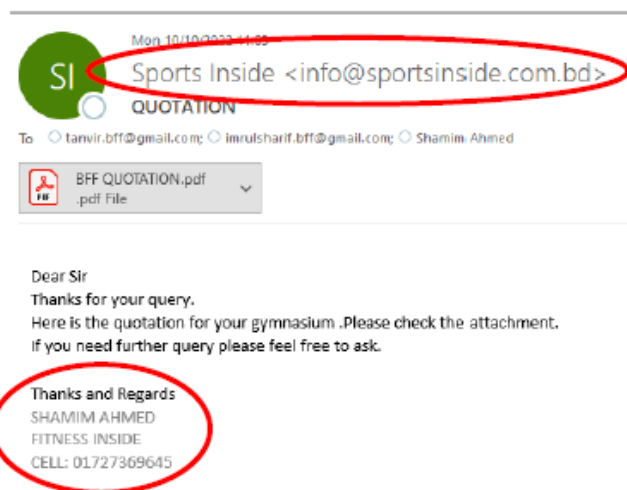 SI
Sports Inside <info@sportsinside.com.bd>
QUOTATION
To tanvir.bff@gmail.com; imrulsharif.bff@gmail.com; Shamim Ahmed
BFF QUOTATION.pdf
.pdf File
Dear Sir
Thanks for your query.
Here is the quotation for your gymnasium .Please check the attachment.
If you need further query please feel free to ask.
Thanks and Regards
SHAMIM AHMED
FITNESS INSIDE
CELL: 01727369645